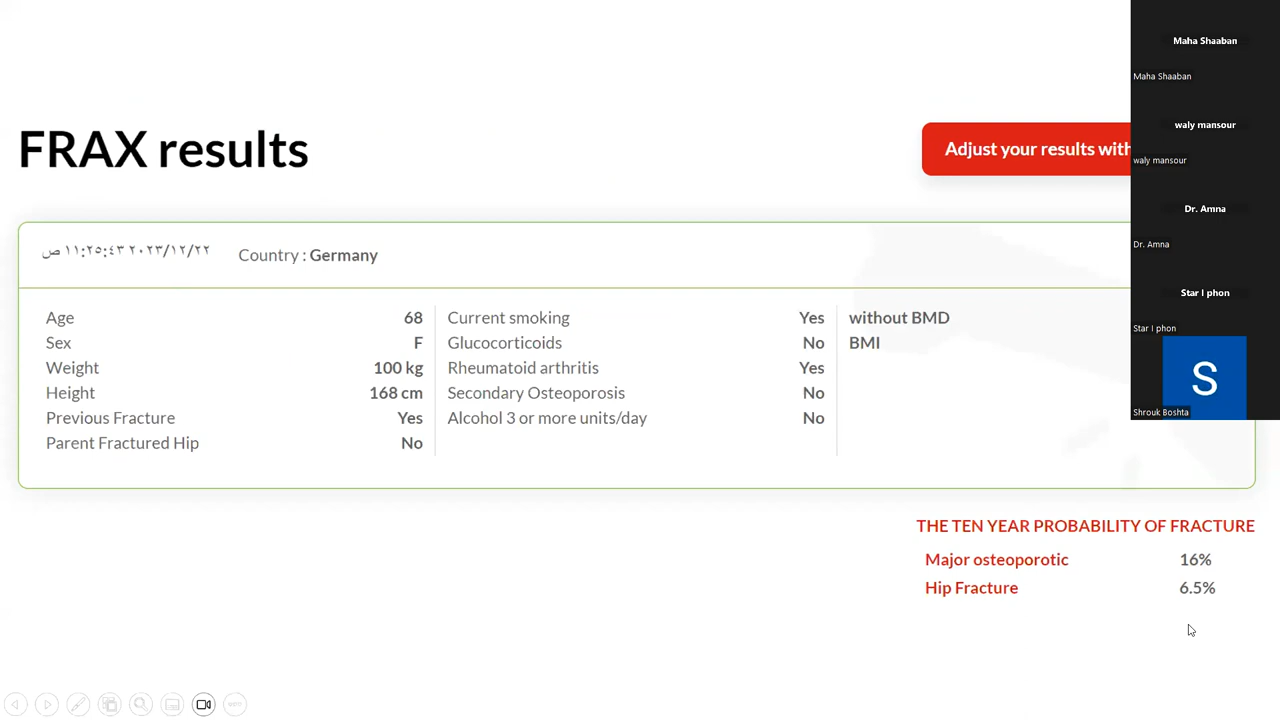 FRAX results
Adjust your results with
٢٠٢٣/١٢/٢٢ ١١:٢٥:٤٣ ص
Country : Germany
Age 68
Sex F
Weight 100 kg
Height 168 cm
Previous Fracture Yes
Parent Fractured Hip No
Current smoking Yes
Glucocorticoids No
Rheumatoid arthritis Yes
Secondary Osteoporosis No
Alcohol 3 or more units/day No
without BMD
BMI
THE TEN YEAR PROBABILITY OF FRACTURE
Major osteoporotic 16%
Hip Fracture 6.5%
Maha Shaaban
Maha Shaaban
waly mansour
waly mansour
Dr. Amna
Dr. Amna
Star I phon
Star I phon
S
Shrouk Boshta